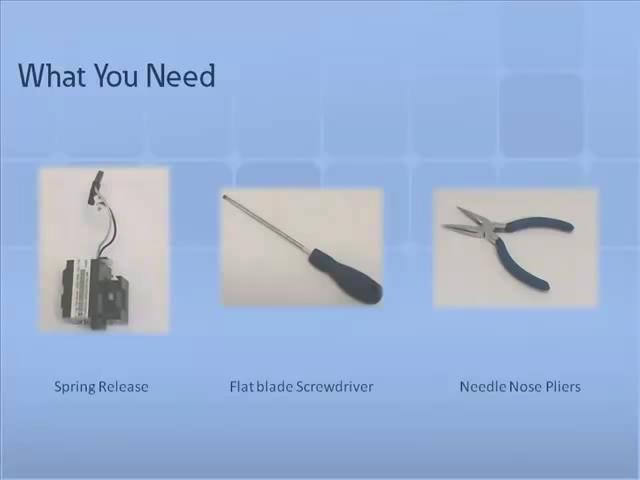 What You Need
Spring Release
Flat blade Screwdriver
Needle Nose Pliers